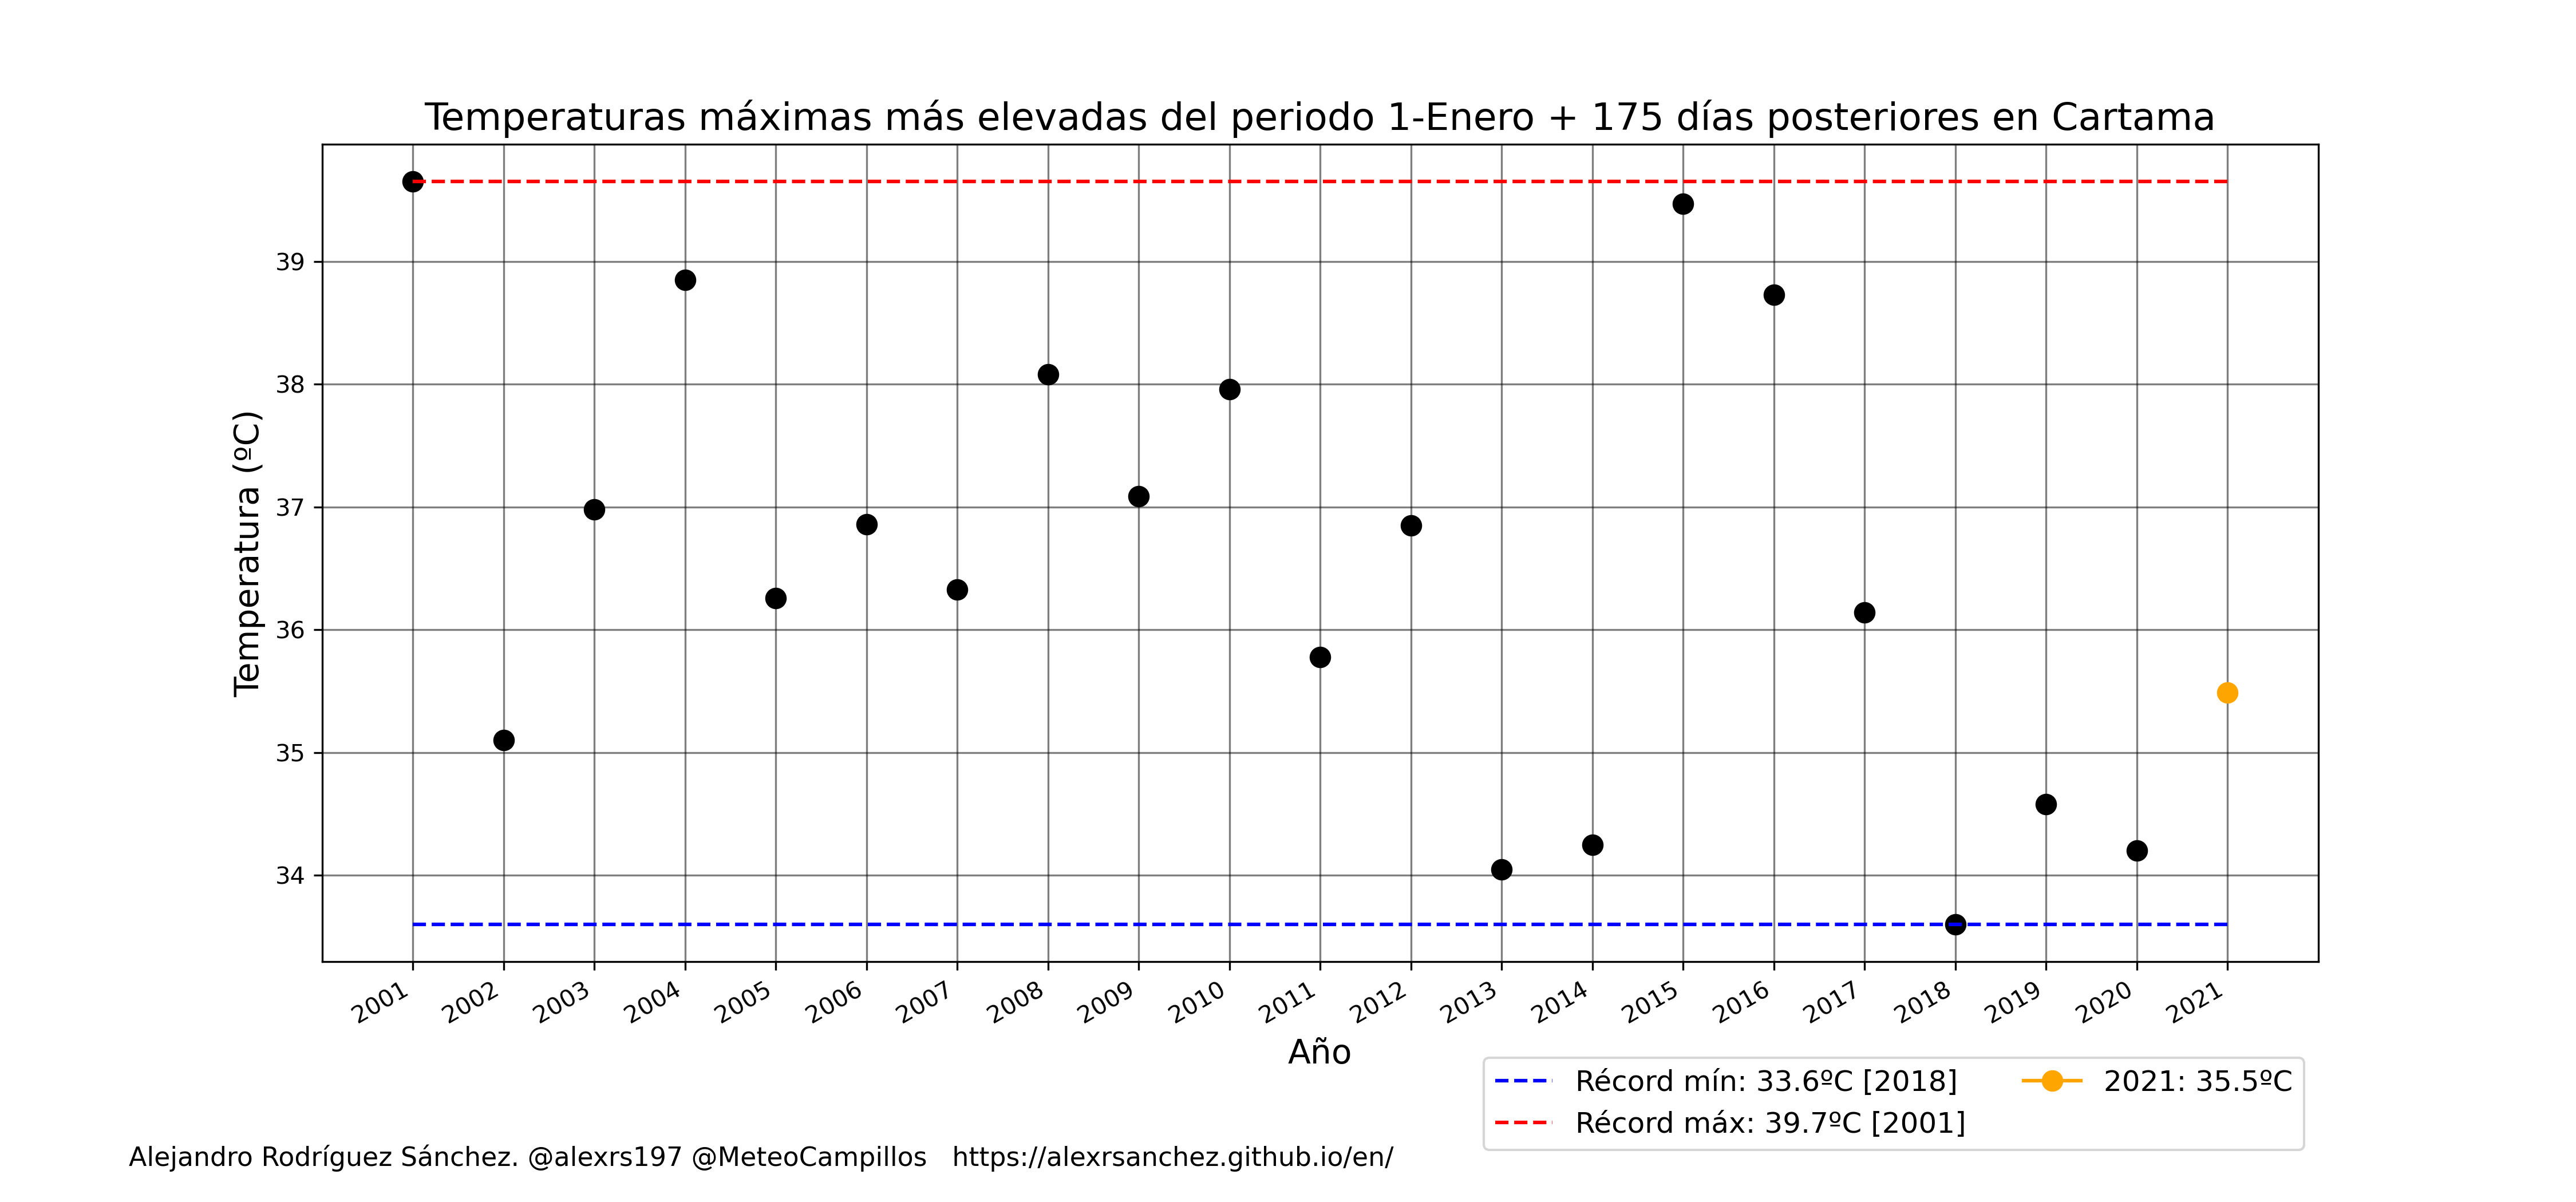 Temperaturas máximas más elevadas del periodo 1-Enero + 175 días posteriores en Cartama
Temperatura (ºC)
39
38
37
36
35
34
2001 2002 2003 2004 2005 2006 2007 2008 2009 2010 2011 2012 2013 2014 2015 2016 2017 2018 2019 2020 2021
Año
Récord mín: 33.6ºC [2018] 2021: 35.5ºC
Récord máx: 39.7ºC [2001]
Alejandro Rodríguez Sánchez. @alexrs197 @MeteoCampillos https://alexrsanchez.github.io/en/